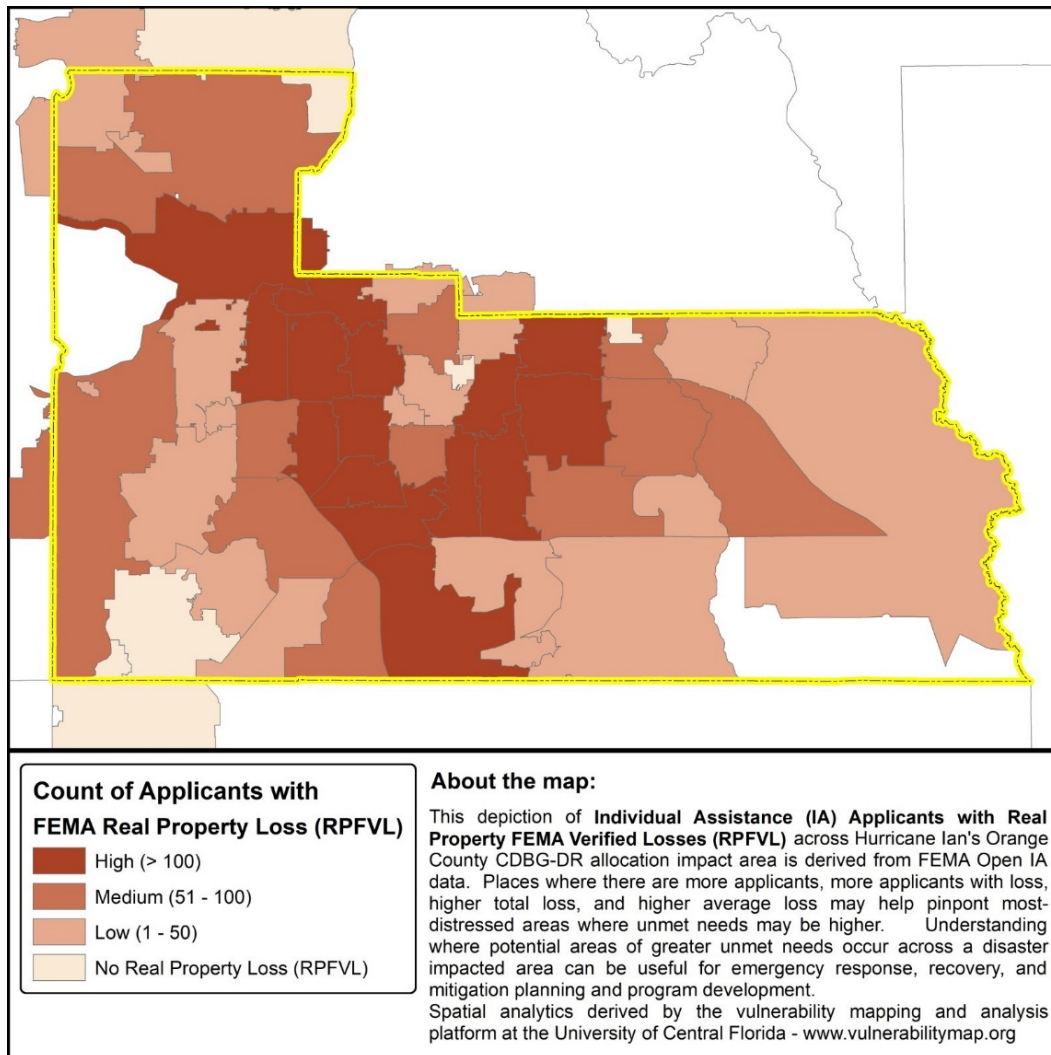 Count of Applicants with
FEMA Real Property Loss (RPFVL)
High (> 100)
Medium (51 - 100)
Low (1 - 50)
No Real Property Loss (RPFVL)
About the map:
This depiction of Individual Assistance (IA) Applicants with Real
Property FEMA Verified Losses (RPFVL) across Hurricane Ian's Orange
County CDBG-DR allocation impact area is derived from FEMA Open IA
data. Places where there are more applicants, more applicants with loss,
higher total loss, and higher average loss may help pinpont most-
distressed areas where unmet needs may be higher. Understanding
where potential areas of greater unmet needs occur across a disaster
impacted area can be useful for emergency response, recovery, and
mitigation planning and program development.
Spatial analytics derived by the vulnerability mapping and analysis
platform at the University of Central Florida - www.vulnerabilitymap.org